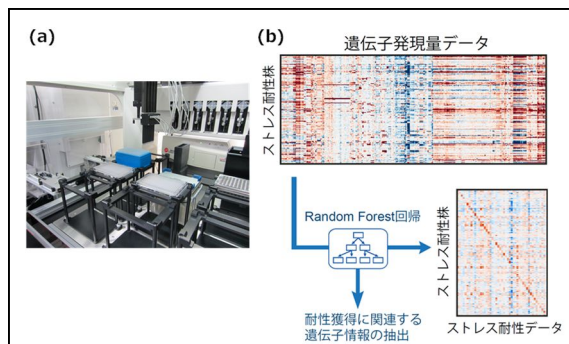 (a)
(b)
遺伝子発現量データ
ストレス耐性株
Random Forest回帰
ストレス耐性株
耐性獲得に関連する
遺伝子情報の抽出
ストレス耐性データ